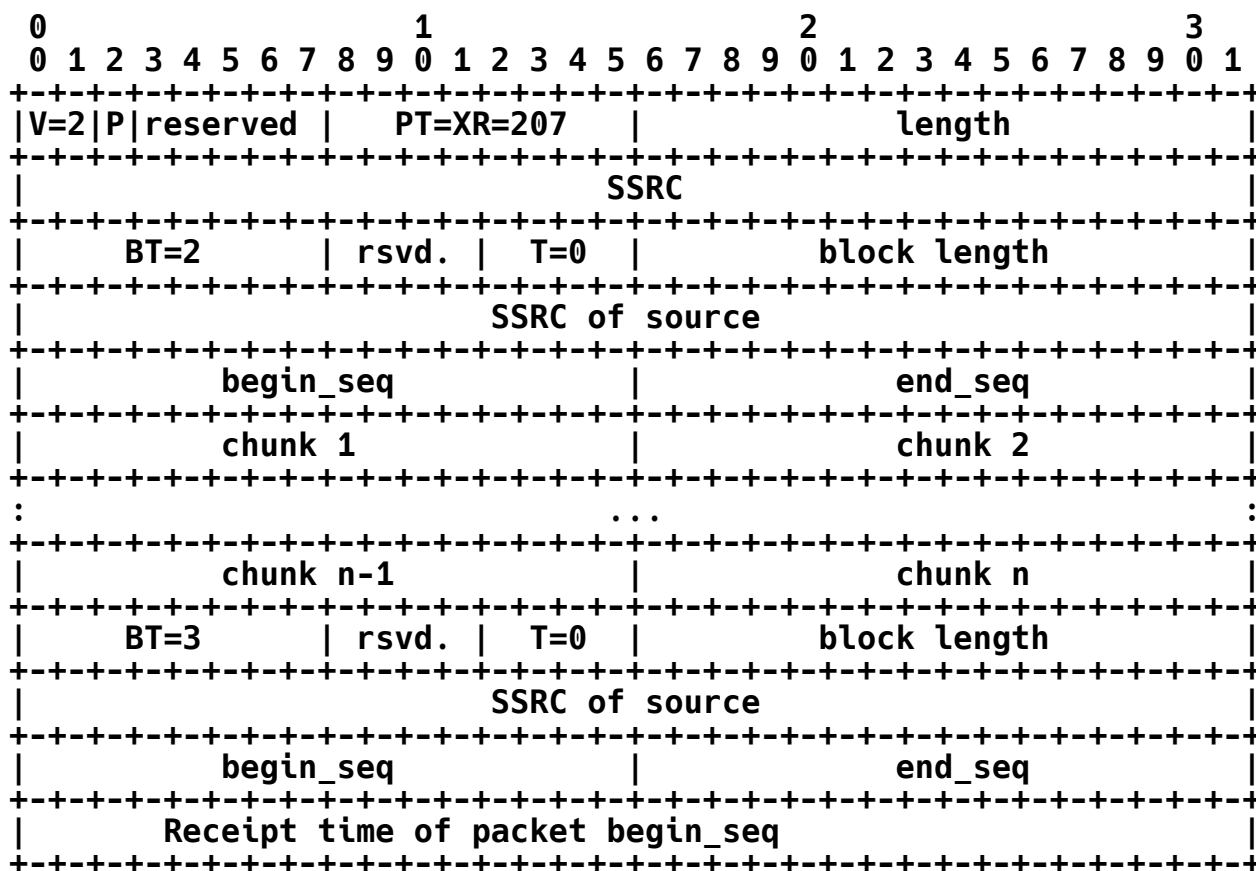 0                   1                   2                   3
 0 1 2 3 4 5 6 7 8 9 0 1 2 3 4 5 6 7 8 9 0 1 2 3 4 5 6 7 8 9 0 1
+-+-+-+-+-+-+-+-+-+-+-+-+-+-+-+-+-+-+-+-+-+-+-+-+-+-+-+-+-+-+-+-+
|V=2|P|reserved |   PT=XR=207   |             length            |
+-+-+-+-+-+-+-+-+-+-+-+-+-+-+-+-+-+-+-+-+-+-+-+-+-+-+-+-+-+-+-+-+
|                              SSRC                             |
+-+-+-+-+-+-+-+-+-+-+-+-+-+-+-+-+-+-+-+-+-+-+-+-+-+-+-+-+-+-+-+-+
|     BT=2      | rsvd. |  T=0  |         block length          |
+-+-+-+-+-+-+-+-+-+-+-+-+-+-+-+-+-+-+-+-+-+-+-+-+-+-+-+-+-+-+-+-+
|                        SSRC of source                         |
+-+-+-+-+-+-+-+-+-+-+-+-+-+-+-+-+-+-+-+-+-+-+-+-+-+-+-+-+-+-+-+-+
|          begin_seq            |             end_seq           |
+-+-+-+-+-+-+-+-+-+-+-+-+-+-+-+-+-+-+-+-+-+-+-+-+-+-+-+-+-+-+-+-+
|          chunk 1              |             chunk 2           |
+-+-+-+-+-+-+-+-+-+-+-+-+-+-+-+-+-+-+-+-+-+-+-+-+-+-+-+-+-+-+-+-+
:                              ...                              :
+-+-+-+-+-+-+-+-+-+-+-+-+-+-+-+-+-+-+-+-+-+-+-+-+-+-+-+-+-+-+-+-+
|          chunk n-1            |             chunk n           |
+-+-+-+-+-+-+-+-+-+-+-+-+-+-+-+-+-+-+-+-+-+-+-+-+-+-+-+-+-+-+-+-+
|     BT=3      | rsvd. |  T=0  |         block length          |
+-+-+-+-+-+-+-+-+-+-+-+-+-+-+-+-+-+-+-+-+-+-+-+-+-+-+-+-+-+-+-+-+
|                        SSRC of source                         |
+-+-+-+-+-+-+-+-+-+-+-+-+-+-+-+-+-+-+-+-+-+-+-+-+-+-+-+-+-+-+-+-+
|          begin_seq            |             end_seq           |
+-+-+-+-+-+-+-+-+-+-+-+-+-+-+-+-+-+-+-+-+-+-+-+-+-+-+-+-+-+-+-+-+
|       Receipt time of packet begin_seq                        |
+-+-+-+-+-+-+-+-+-+-+-+-+-+-+-+-+-+-+-+-+-+-+-+-+-+-+-+-+-+-+-+-+